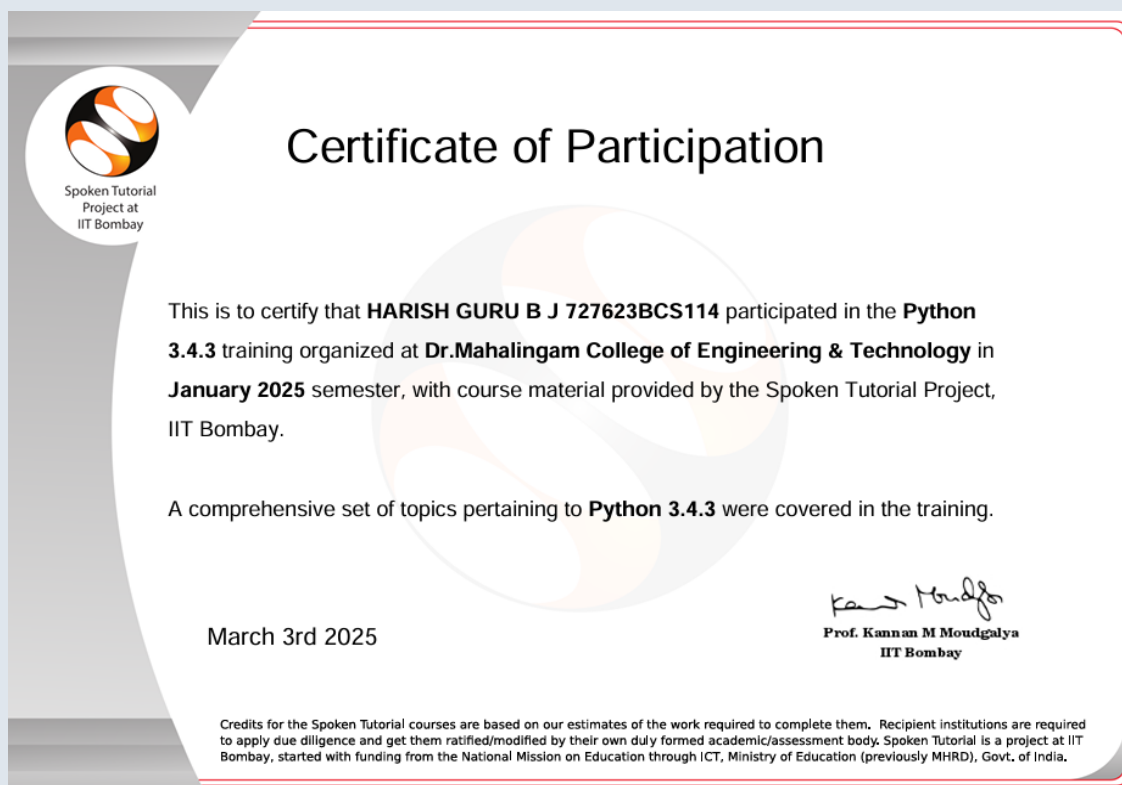 Spoken Tutorial
Project at
IIT Bombay
Certificate of Participation
This is to certify that HARISH GURU B J 727623BCS114 participated in the Python
3.4.3 training organized at Dr.Mahalingam College of Engineering & Technology in
January 2025 semester, with course material provided by the Spoken Tutorial Project,
IIT Bombay.
A comprehensive set of topics pertaining to Python 3.4.3 were covered in the training.
March 3rd 2025
Prof. Kannan M Moudgalya
IIT Bombay
Credits for the Spoken Tutorial courses are based on our estimates of the work required to complete them. Recipient institutions are required
to apply due diligence and get them ratified/modified by their own duly formed academic/assessment body. Spoken Tutorial is a project at IIT
Bombay, started with funding from the National Mission on Education through ICT, Ministry of Education (previously MHRD), Govt. of India.